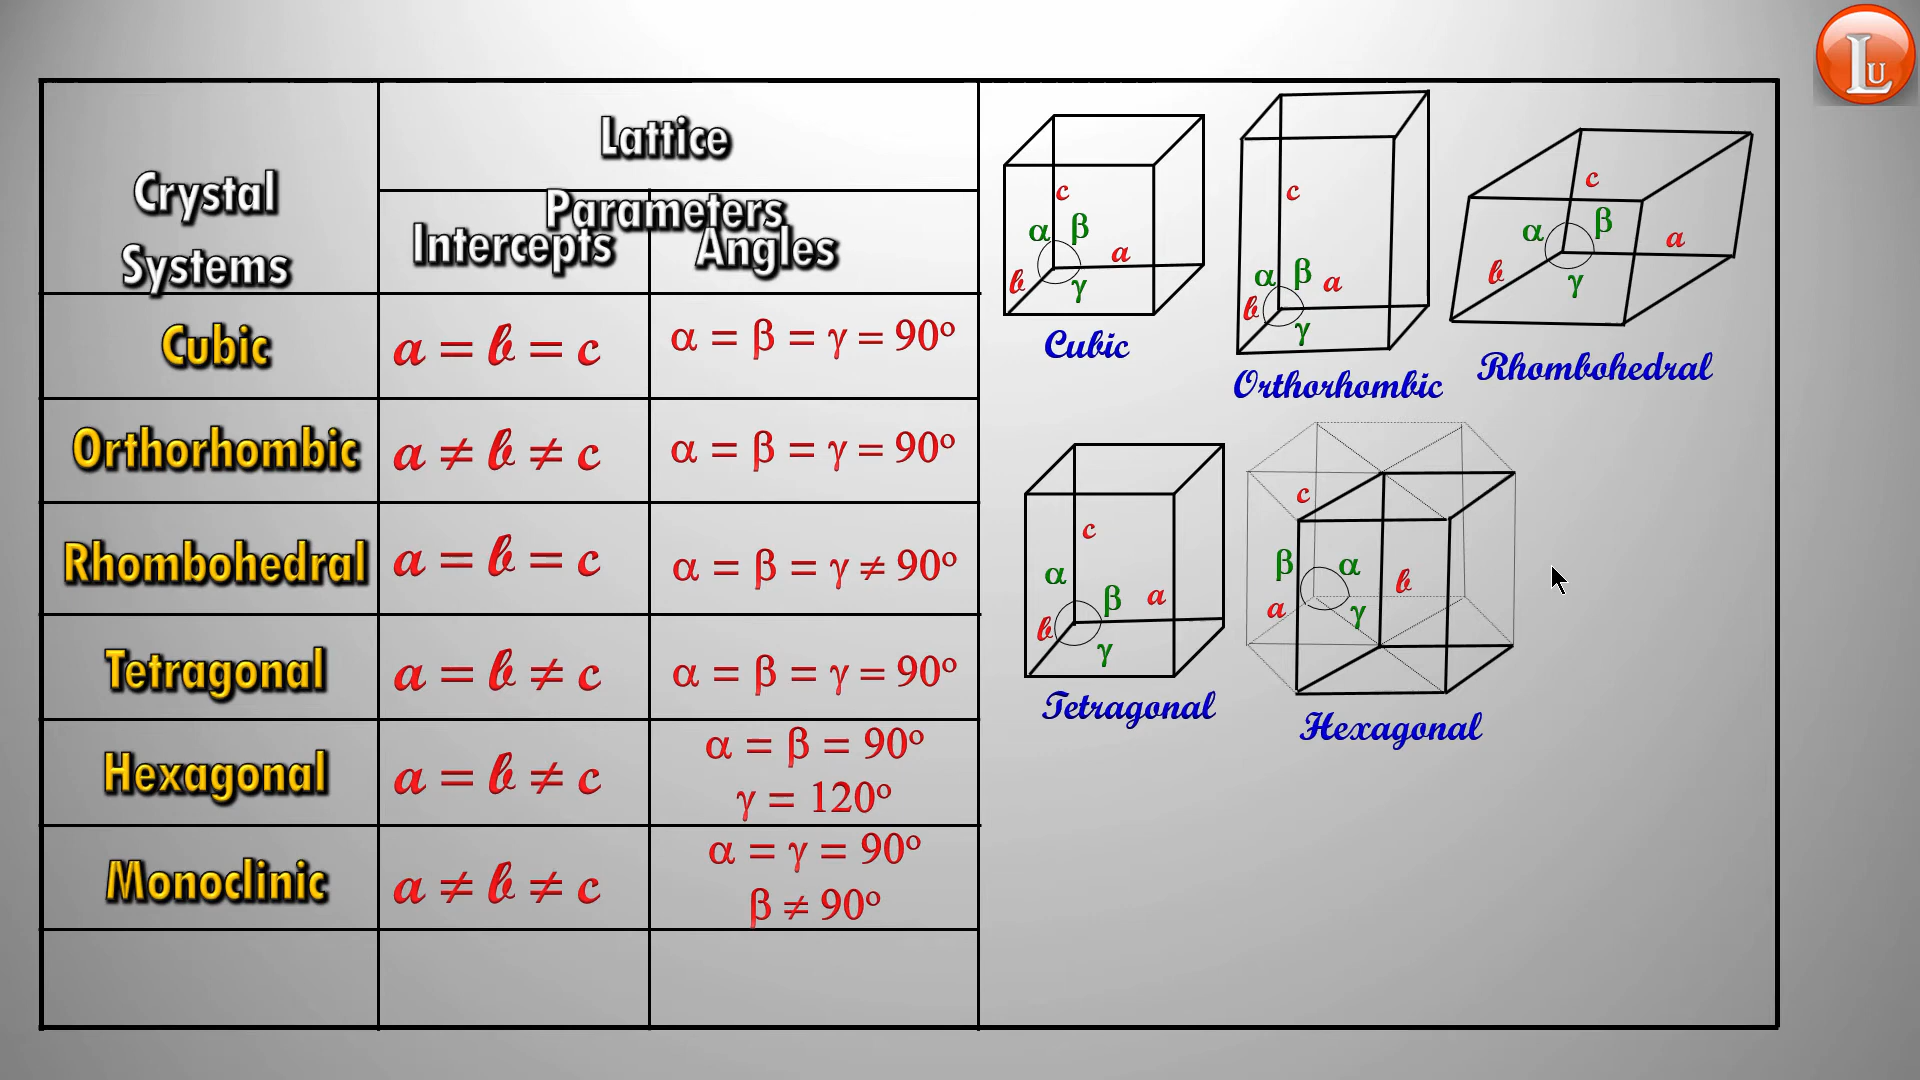 LU
Crystal
Systems
Lattice
Parameters
Intercepts
Angles
Cubic
a = b = c
α = β = γ = 90°
Orthorhombic
a ≠ b ≠ c
α = β = γ = 90°
Rhombohedral
a = b = c
α = β = γ ≠ 90°
Tetragonal
a = b ≠ c
α = β = γ = 90°
Hexagonal
a = b ≠ c
α = β = 90°
γ = 120°
Monoclinic
a ≠ b ≠ c
α = γ = 90°
β ≠ 90°
c
α β
a
b
γ
Cubic
c
α β a
b
γ
Orthorhombic
c
α β
a
b
γ
Rhombohedral
c
α
β a
b
γ
Tetragonal
c
β α
b
a
γ
Hexagonal